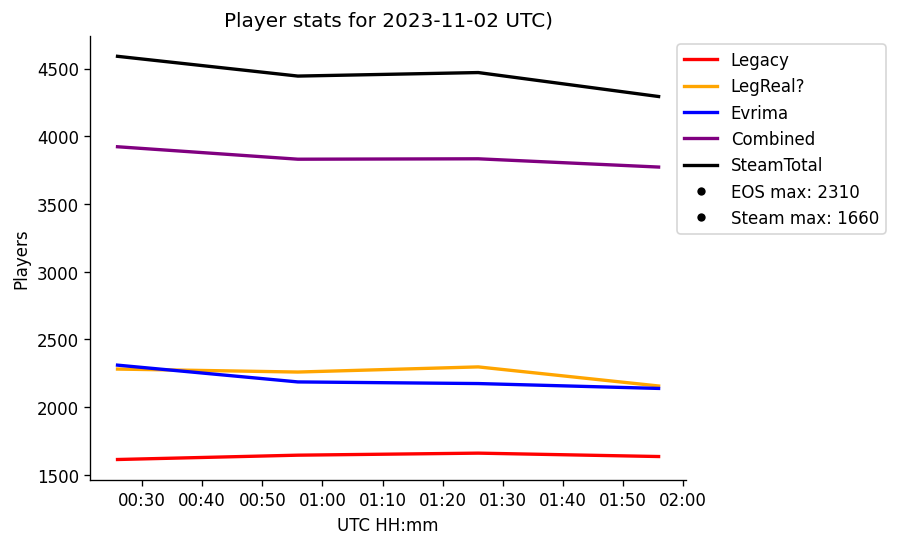 Player stats for 2023-11-02 UTC)
Legacy
LegReal?
Evrima
Combined
SteamTotal
EOS max: 2310
Steam max: 1660
Players
4500
4000
3500
3000
2500
2000
1500
00:30 00:40 00:50 01:00 01:10 01:20 01:30 01:40 01:50 02:00
UTC HH:mm